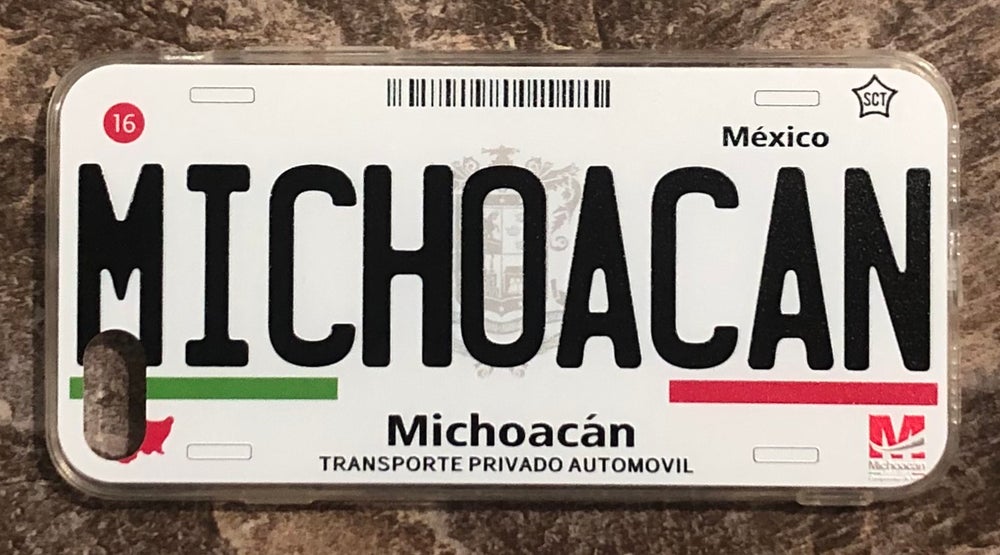 16
SCT
México
MICHOACAN
Michoacán
TRANSPORTE PRIVADO AUTOMOVIL
Michoacán